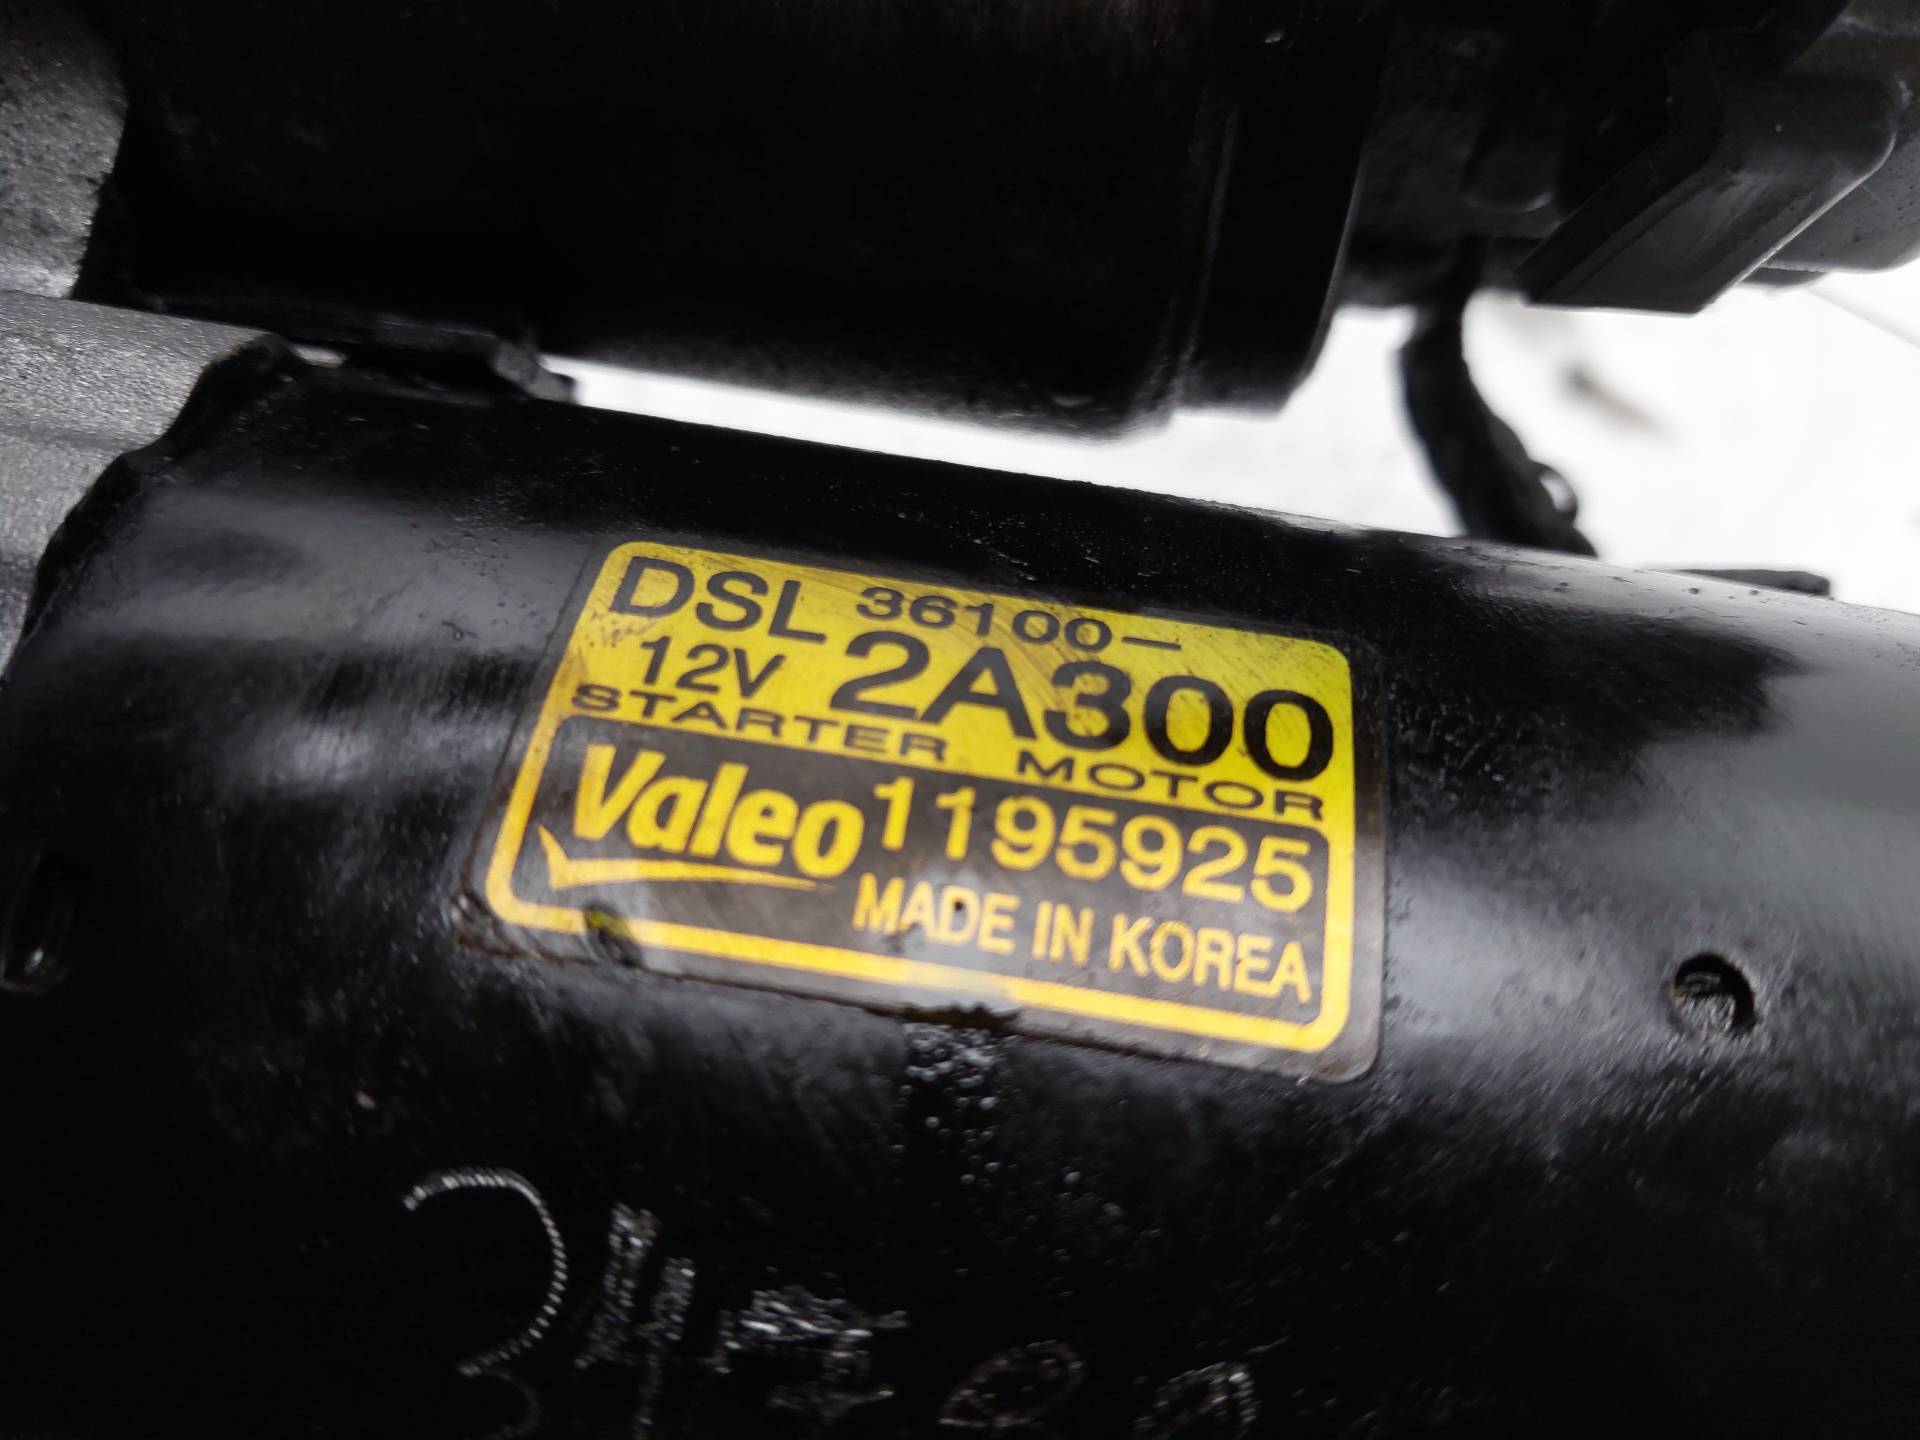 DSL 36100-
12V 2A300
STARTER MOTOR
Valeo 1195925
MADE IN KOREA